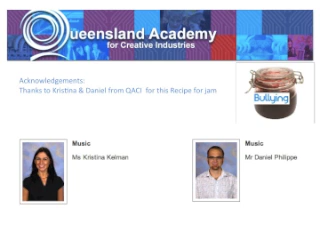 Queensland Academy
for Creative Industries
Acknowledgements:
Thanks to Kristina & Daniel from QACI for this Recipe for jam
Bullying
Music
Ms Kristina Kelman
Music
Mr Daniel Philippe